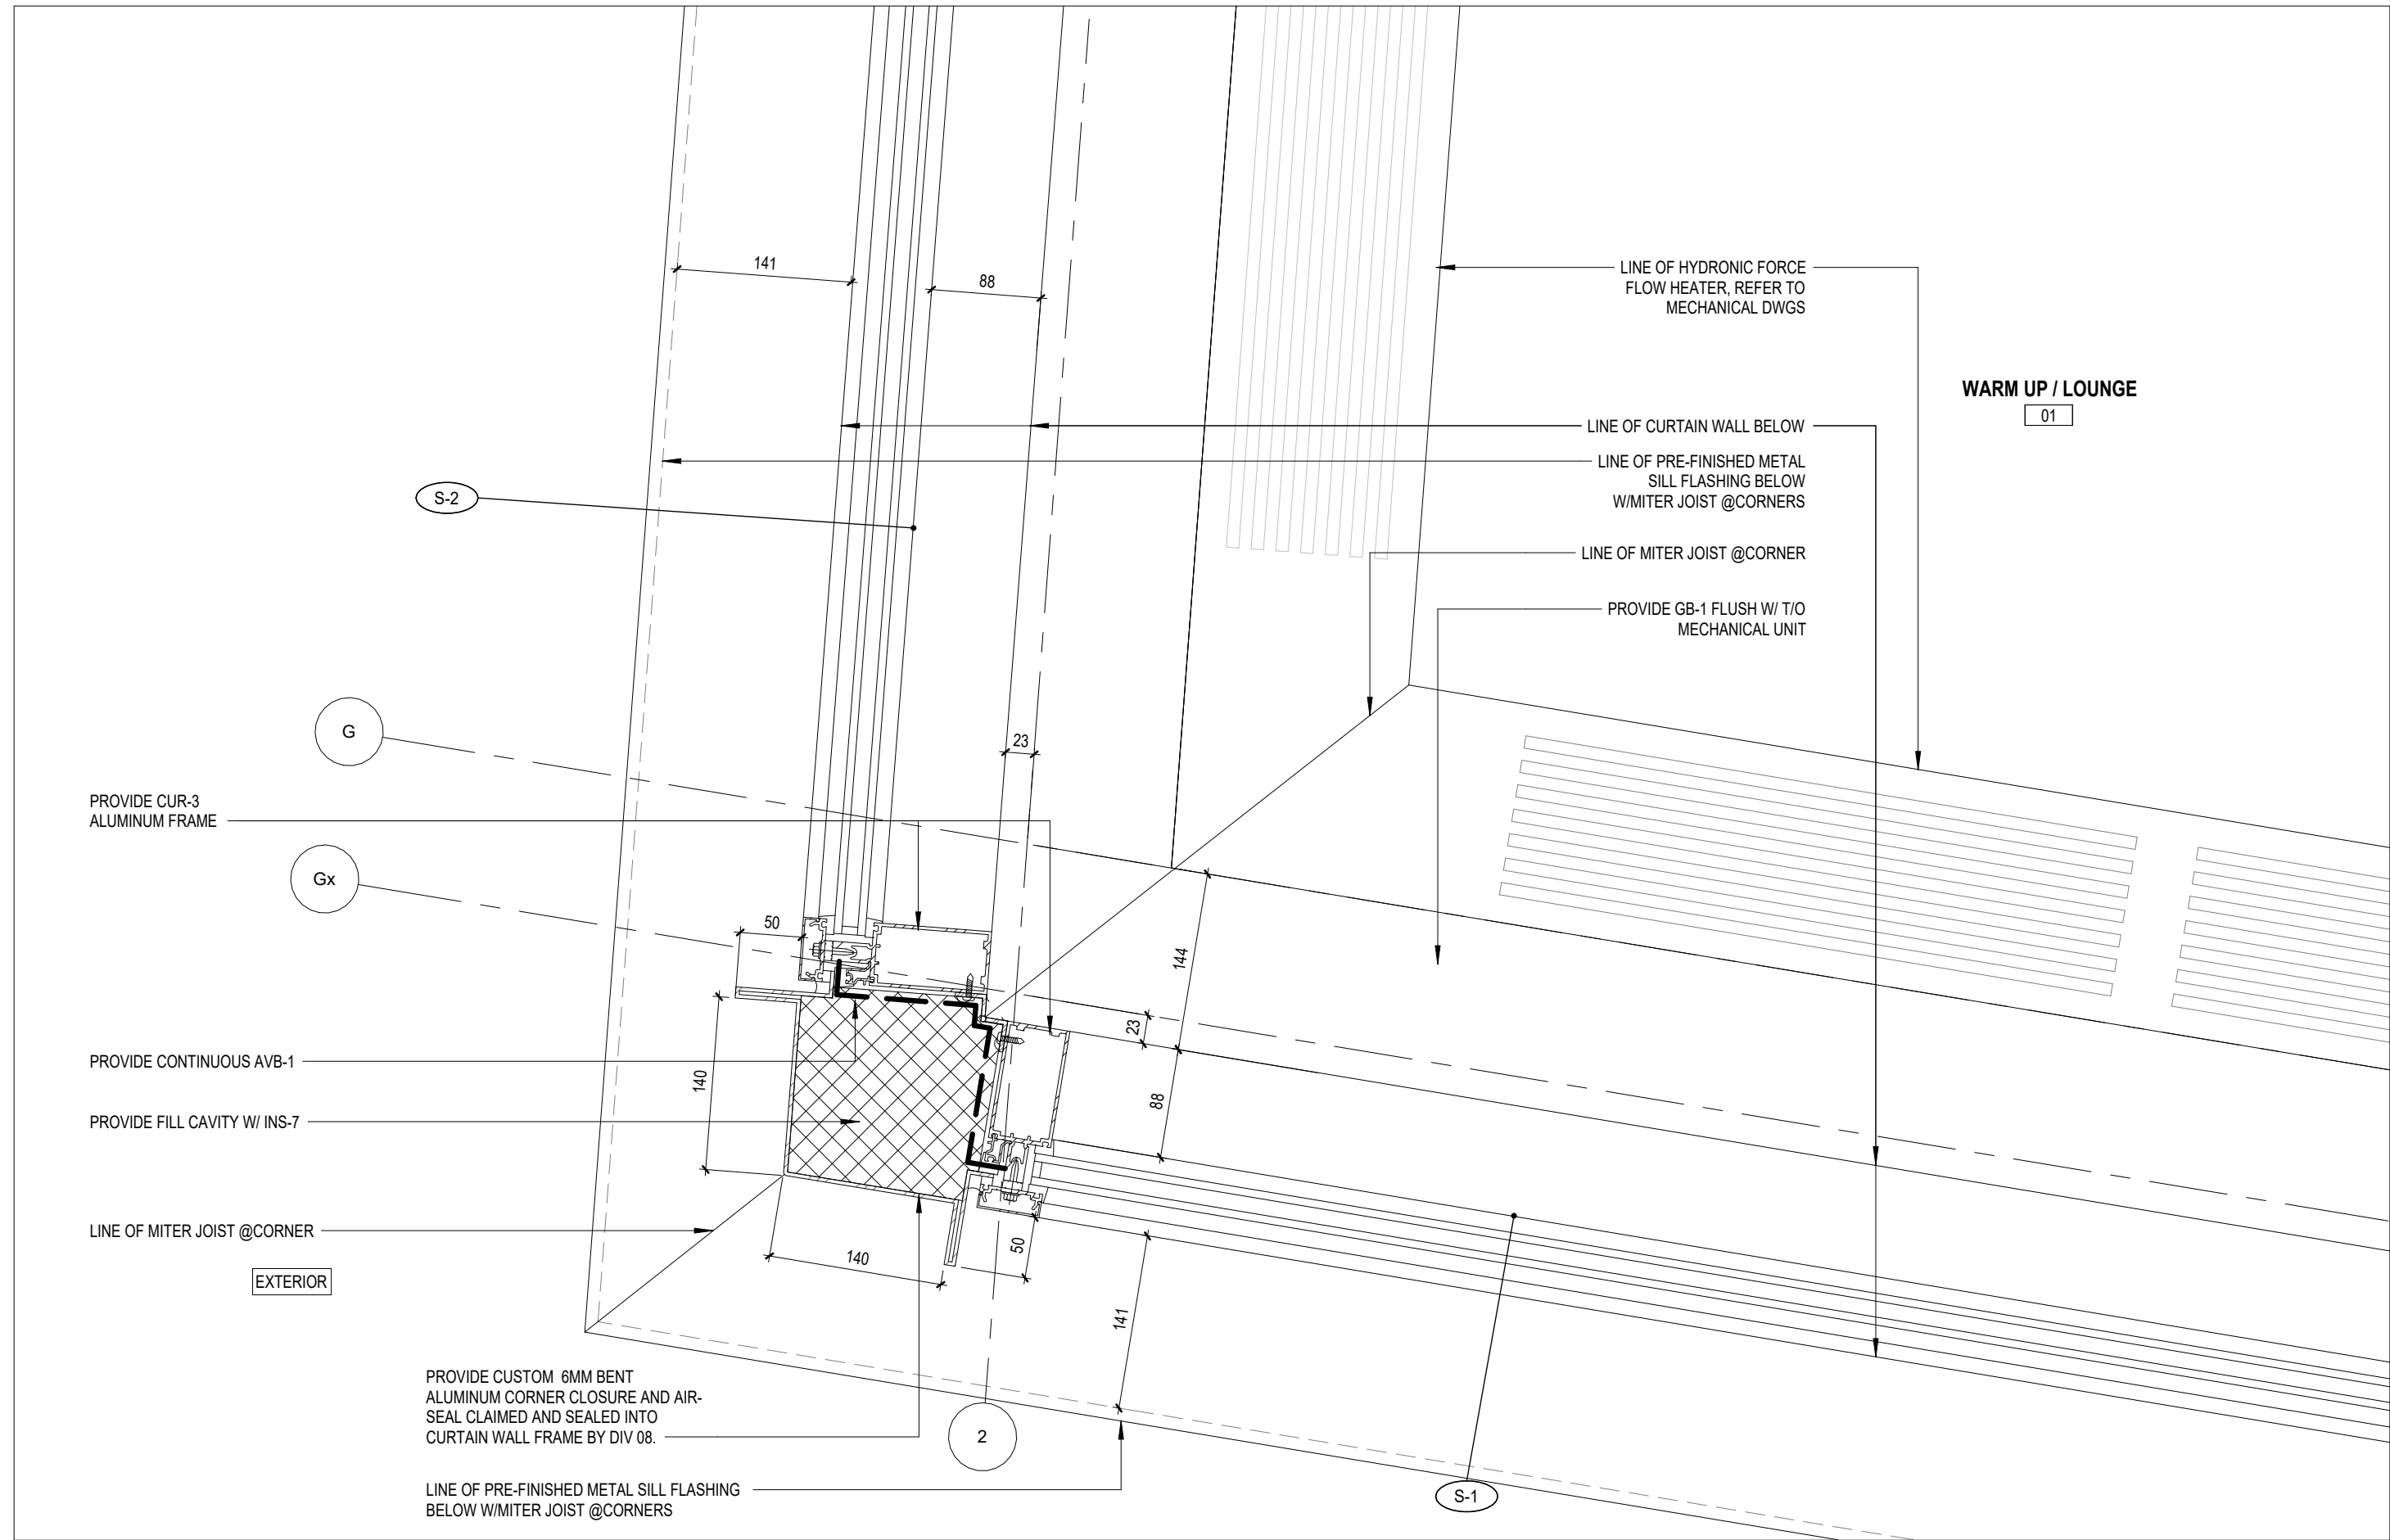 141
88
LINE OF HYDRONIC FORCE
FLOW HEATER, REFER TO
MECHANICAL DWGS
WARM UP / LOUNGE
01
LINE OF CURTAIN WALL BELOW
LINE OF PRE-FINISHED METAL
SILL FLASHING BELOW
W/MITER JOIST @CORNERS
S-2
LINE OF MITER JOIST @CORNER
PROVIDE GB-1 FLUSH W/ T/O
MECHANICAL UNIT
G
23
PROVIDE CUR-3
ALUMINUM FRAME
Gx
50
144
23
PROVIDE CONTINUOUS AVB-1
140
88
PROVIDE FILL CAVITY W/ INS-7
LINE OF MITER JOIST @CORNER
140
50
EXTERIOR
141
PROVIDE CUSTOM  6MM BENT
ALUMINUM CORNER CLOSURE AND AIR-
SEAL CLAIMED AND SEALED INTO
CURTAIN WALL FRAME BY DIV 08.
2
LINE OF PRE-FINISHED METAL SILL FLASHING
BELOW W/MITER JOIST @CORNERS
S-1